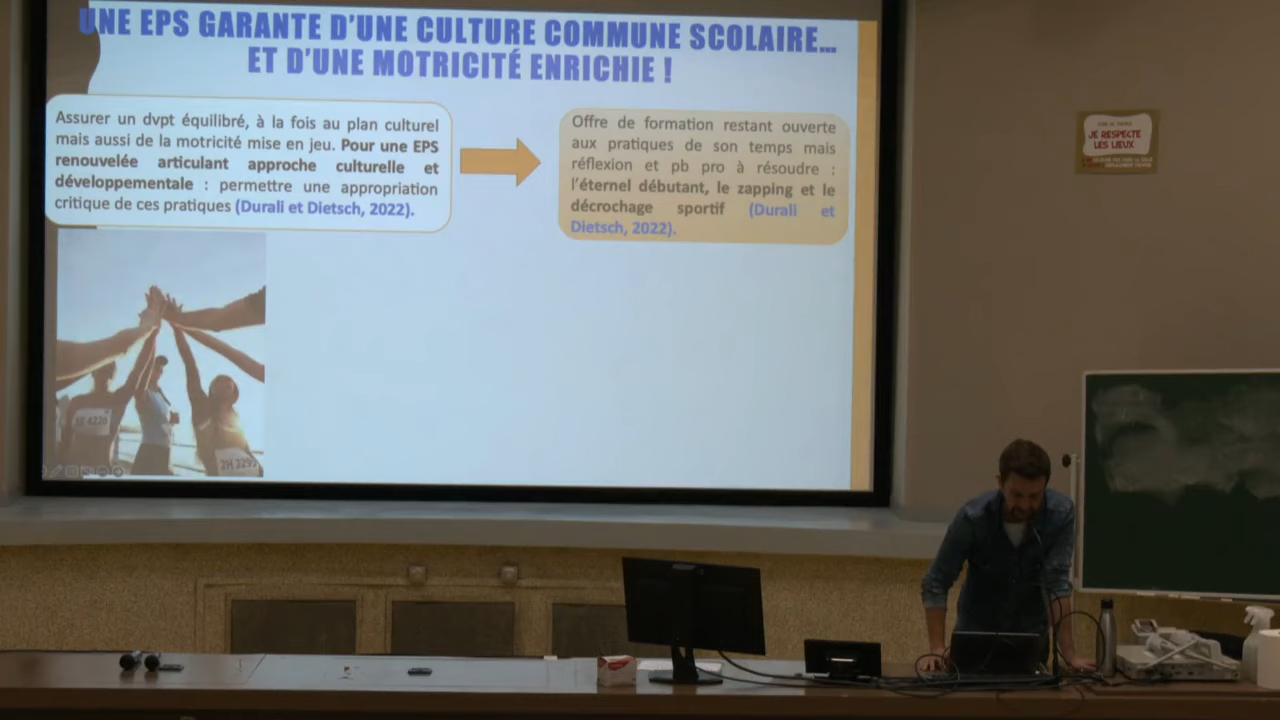 UNE EPS GARANTE D'UNE CULTURE COMMUNE SCOLAIRE...
ET D'UNE MOTRICITÉ ENRICHIE !
Assurer un dvpt équilibré, à la fois au plan culturel
mais aussi de la motricité mise en jeu. Pour une EPS
renouvelée articulant approche culturelle et
développementale : permettre une appropriation
critique de ces pratiques (Durali et Dietsch, 2022).
Offre de formation restant ouverte
aux pratiques de son temps mais
réflexion et pb pro à résoudre :
l'éternel débutant, le zapping et le
décrochage sportif (Durali et
Dietsch, 2022).
4226
2H 3295
JE RESPECTE
LES LIEUX